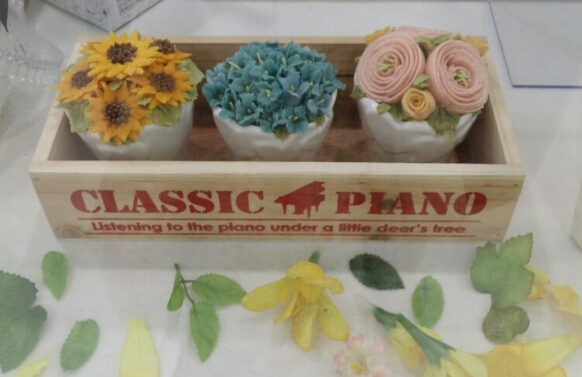 CLASSIC PIANO
Listening to the piano under a little deer's tree